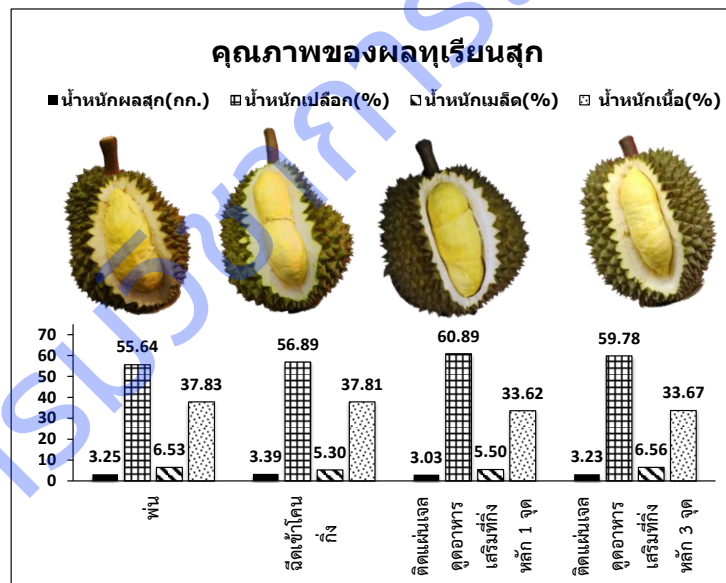 คุณภาพของผลทุเรียนสุก
น้ำหนักผลสุก(กก.) น้ำหนักเปลือก(%) น้ำหนักเมล็ด(%) น้ำหนักเนื้อ(%)
70
60
50
40
30
20
10
0
3.25 55.64 6.53 37.83
3.39 56.89 5.30 37.81
3.03 60.89 5.50 33.62
3.23 59.78 6.56 33.67
พ่น
ฉีดเข้าโคน
กิ่ง
ติดแผ่นเจล
ดูดอาหาร
เสริมที่กิ่ง
หลัก 1 จุด
ติดแผ่นเจล
ดูดอาหาร
เสริมที่กิ่ง
หลัก 3 จุด